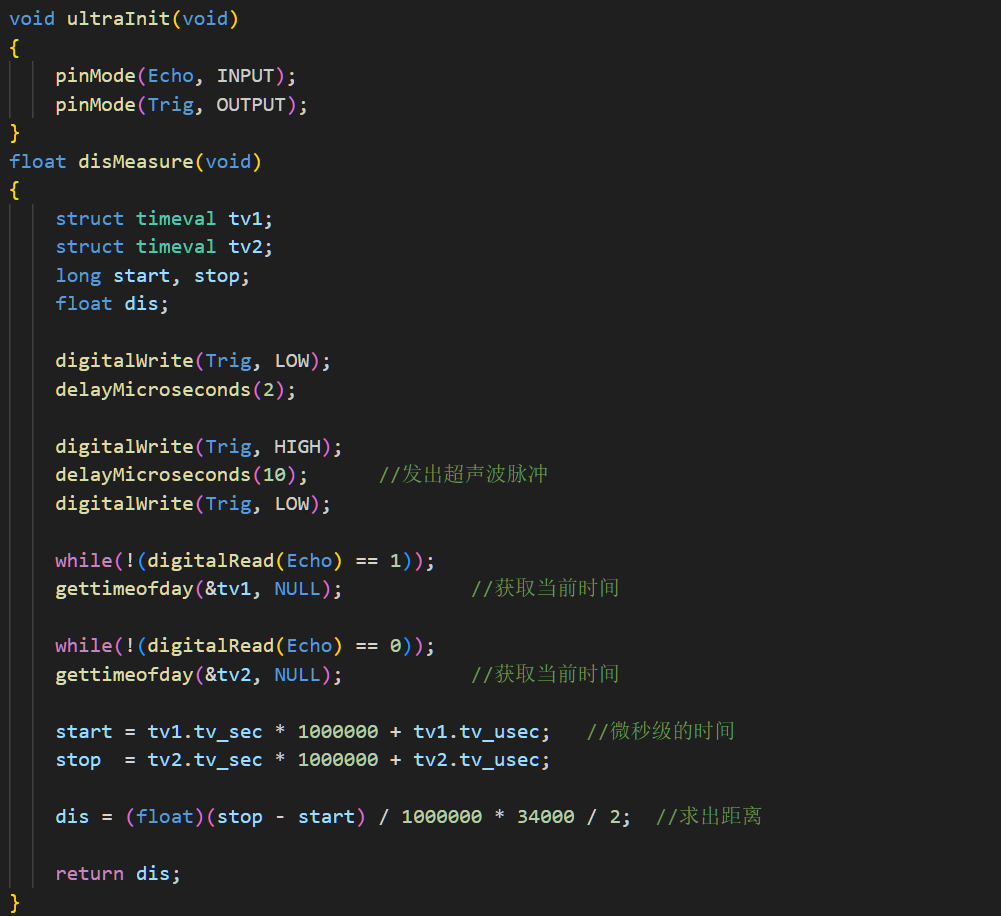 void ultraInit(void)
{
    pinMode(Echo, INPUT);
    pinMode(Trig, OUTPUT);
}
float disMeasure(void)
{
    struct timeval tv1;
    struct timeval tv2;
    long start, stop;
    float dis;

    digitalWrite(Trig, LOW);
    delayMicroseconds(2);

    digitalWrite(Trig, HIGH);
    delayMicroseconds(10);      //发出超声波脉冲
    digitalWrite(Trig, LOW);

    while(!(digitalRead(Echo) == 1));
    gettimeofday(&tv1, NULL);           //获取当前时间

    while(!(digitalRead(Echo) == 0));
    gettimeofday(&tv2, NULL);           //获取当前时间

    start = tv1.tv_sec * 1000000 + tv1.tv_usec;   //微秒级的时间
    stop  = tv2.tv_sec * 1000000 + tv2.tv_usec;

    dis = (float)(stop - start) / 1000000 * 34000 / 2;  //求出距离

    return dis;
}